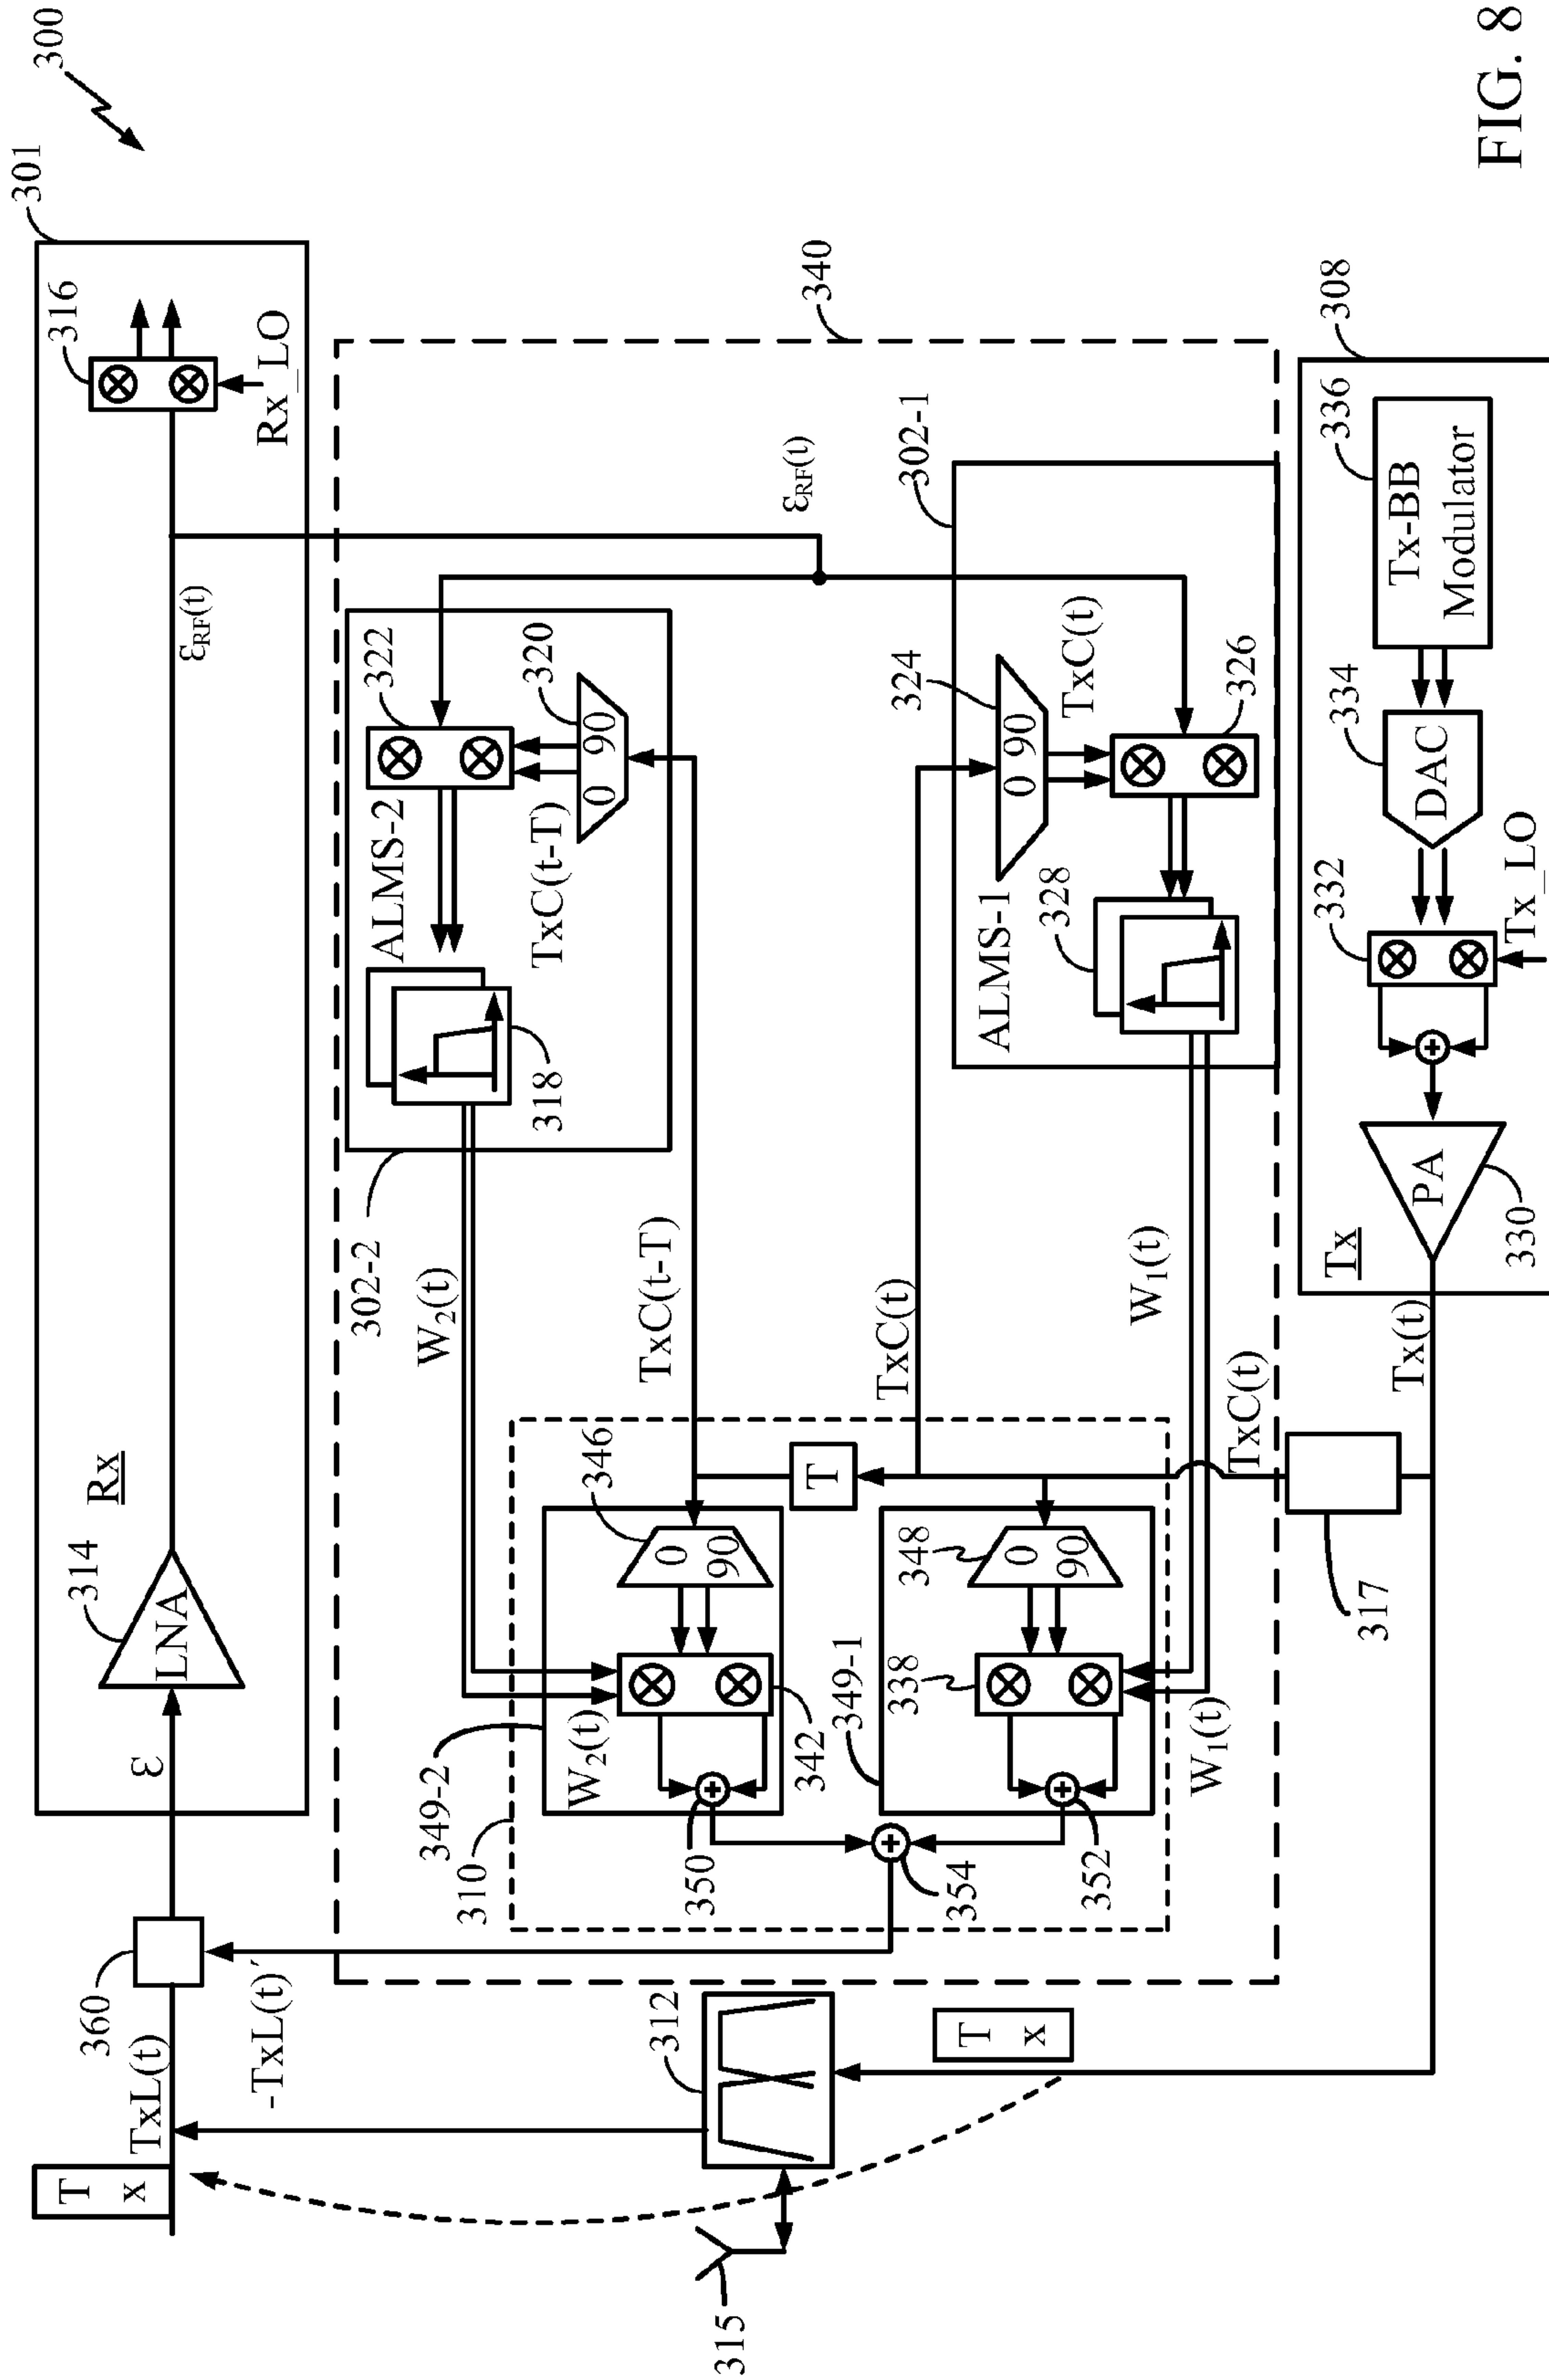 300
301
Rx
314
LNA
ε
316
Rx_LO
εRF(t)
360
TxL(t)
T x
-TxL(t)′
340
εRF(t)
322
320
0 90
ALMS-2
TxC(t-T)
318
302-2
W₂(t)
TxC(t-T)
346
0
90
342
W₂(t)
349-2
310
350
T
354
302-1
324
0 90
TxC(t)
326
ALMS-1
328
TxC(t)
W₁(t)
348
0
90
338
349-1
352
W₁(t)
TxC(t)
317
312
T x
315
308
336
Tx-BB
Modulator
334
DAC
332
Tx_LO
PA
330
Tx
Tx(t)
FIG. 8